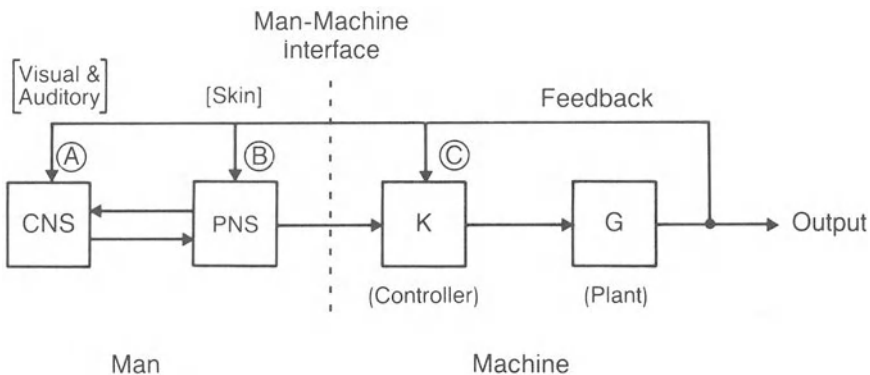 Man-Machine
Interface
[Visual &
Auditory]
[Skin]
Feedback
Ⓐ
Ⓑ
Ⓒ
CNS
PNS
K
G
Output
(Controller)
(Plant)
Man
Machine